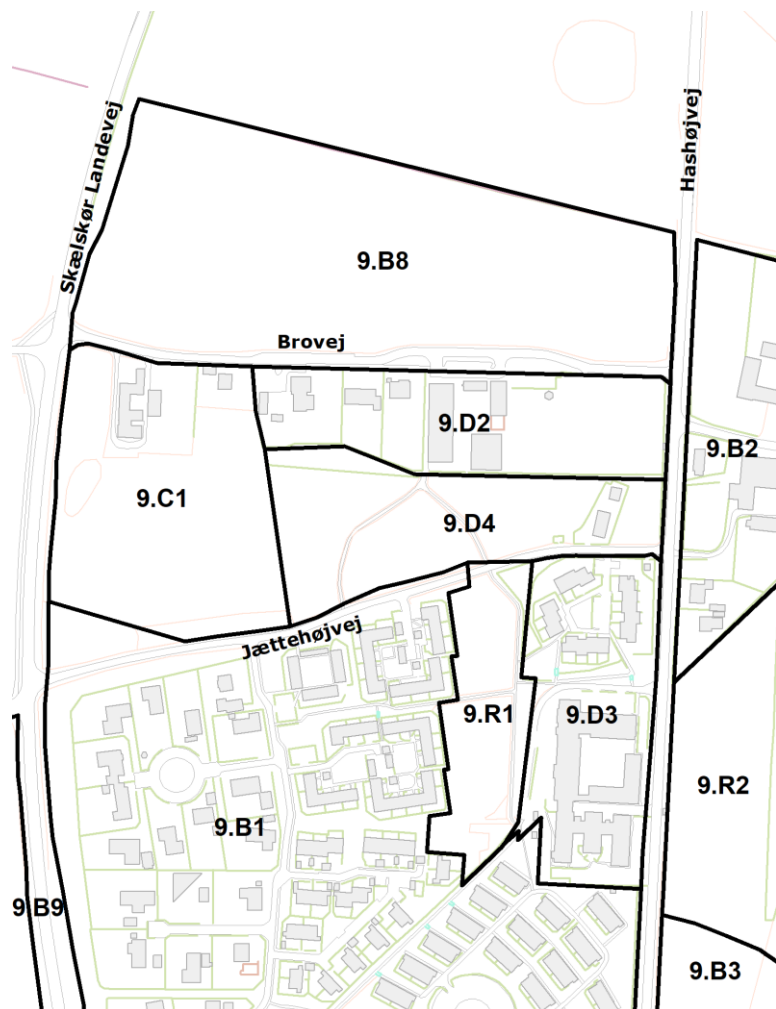 Skælskør Landevej
Hashøjvej
9.B8
Brovej
9.D2
9.B2
9.C1
9.D4
Jættehøjvej
9.R1
9.D3
9.R2
9.B1
9.B9
9.B3